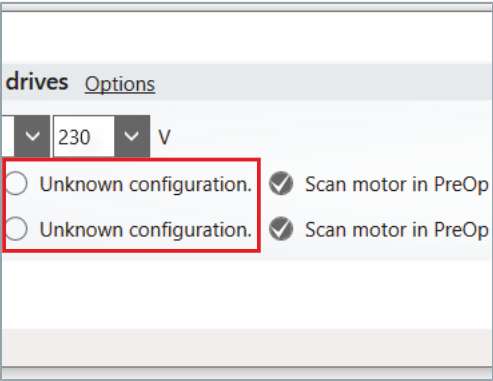 drives Options
230 V
Unknown configuration. Scan motor in PreOp
Unknown configuration. Scan motor in PreOp